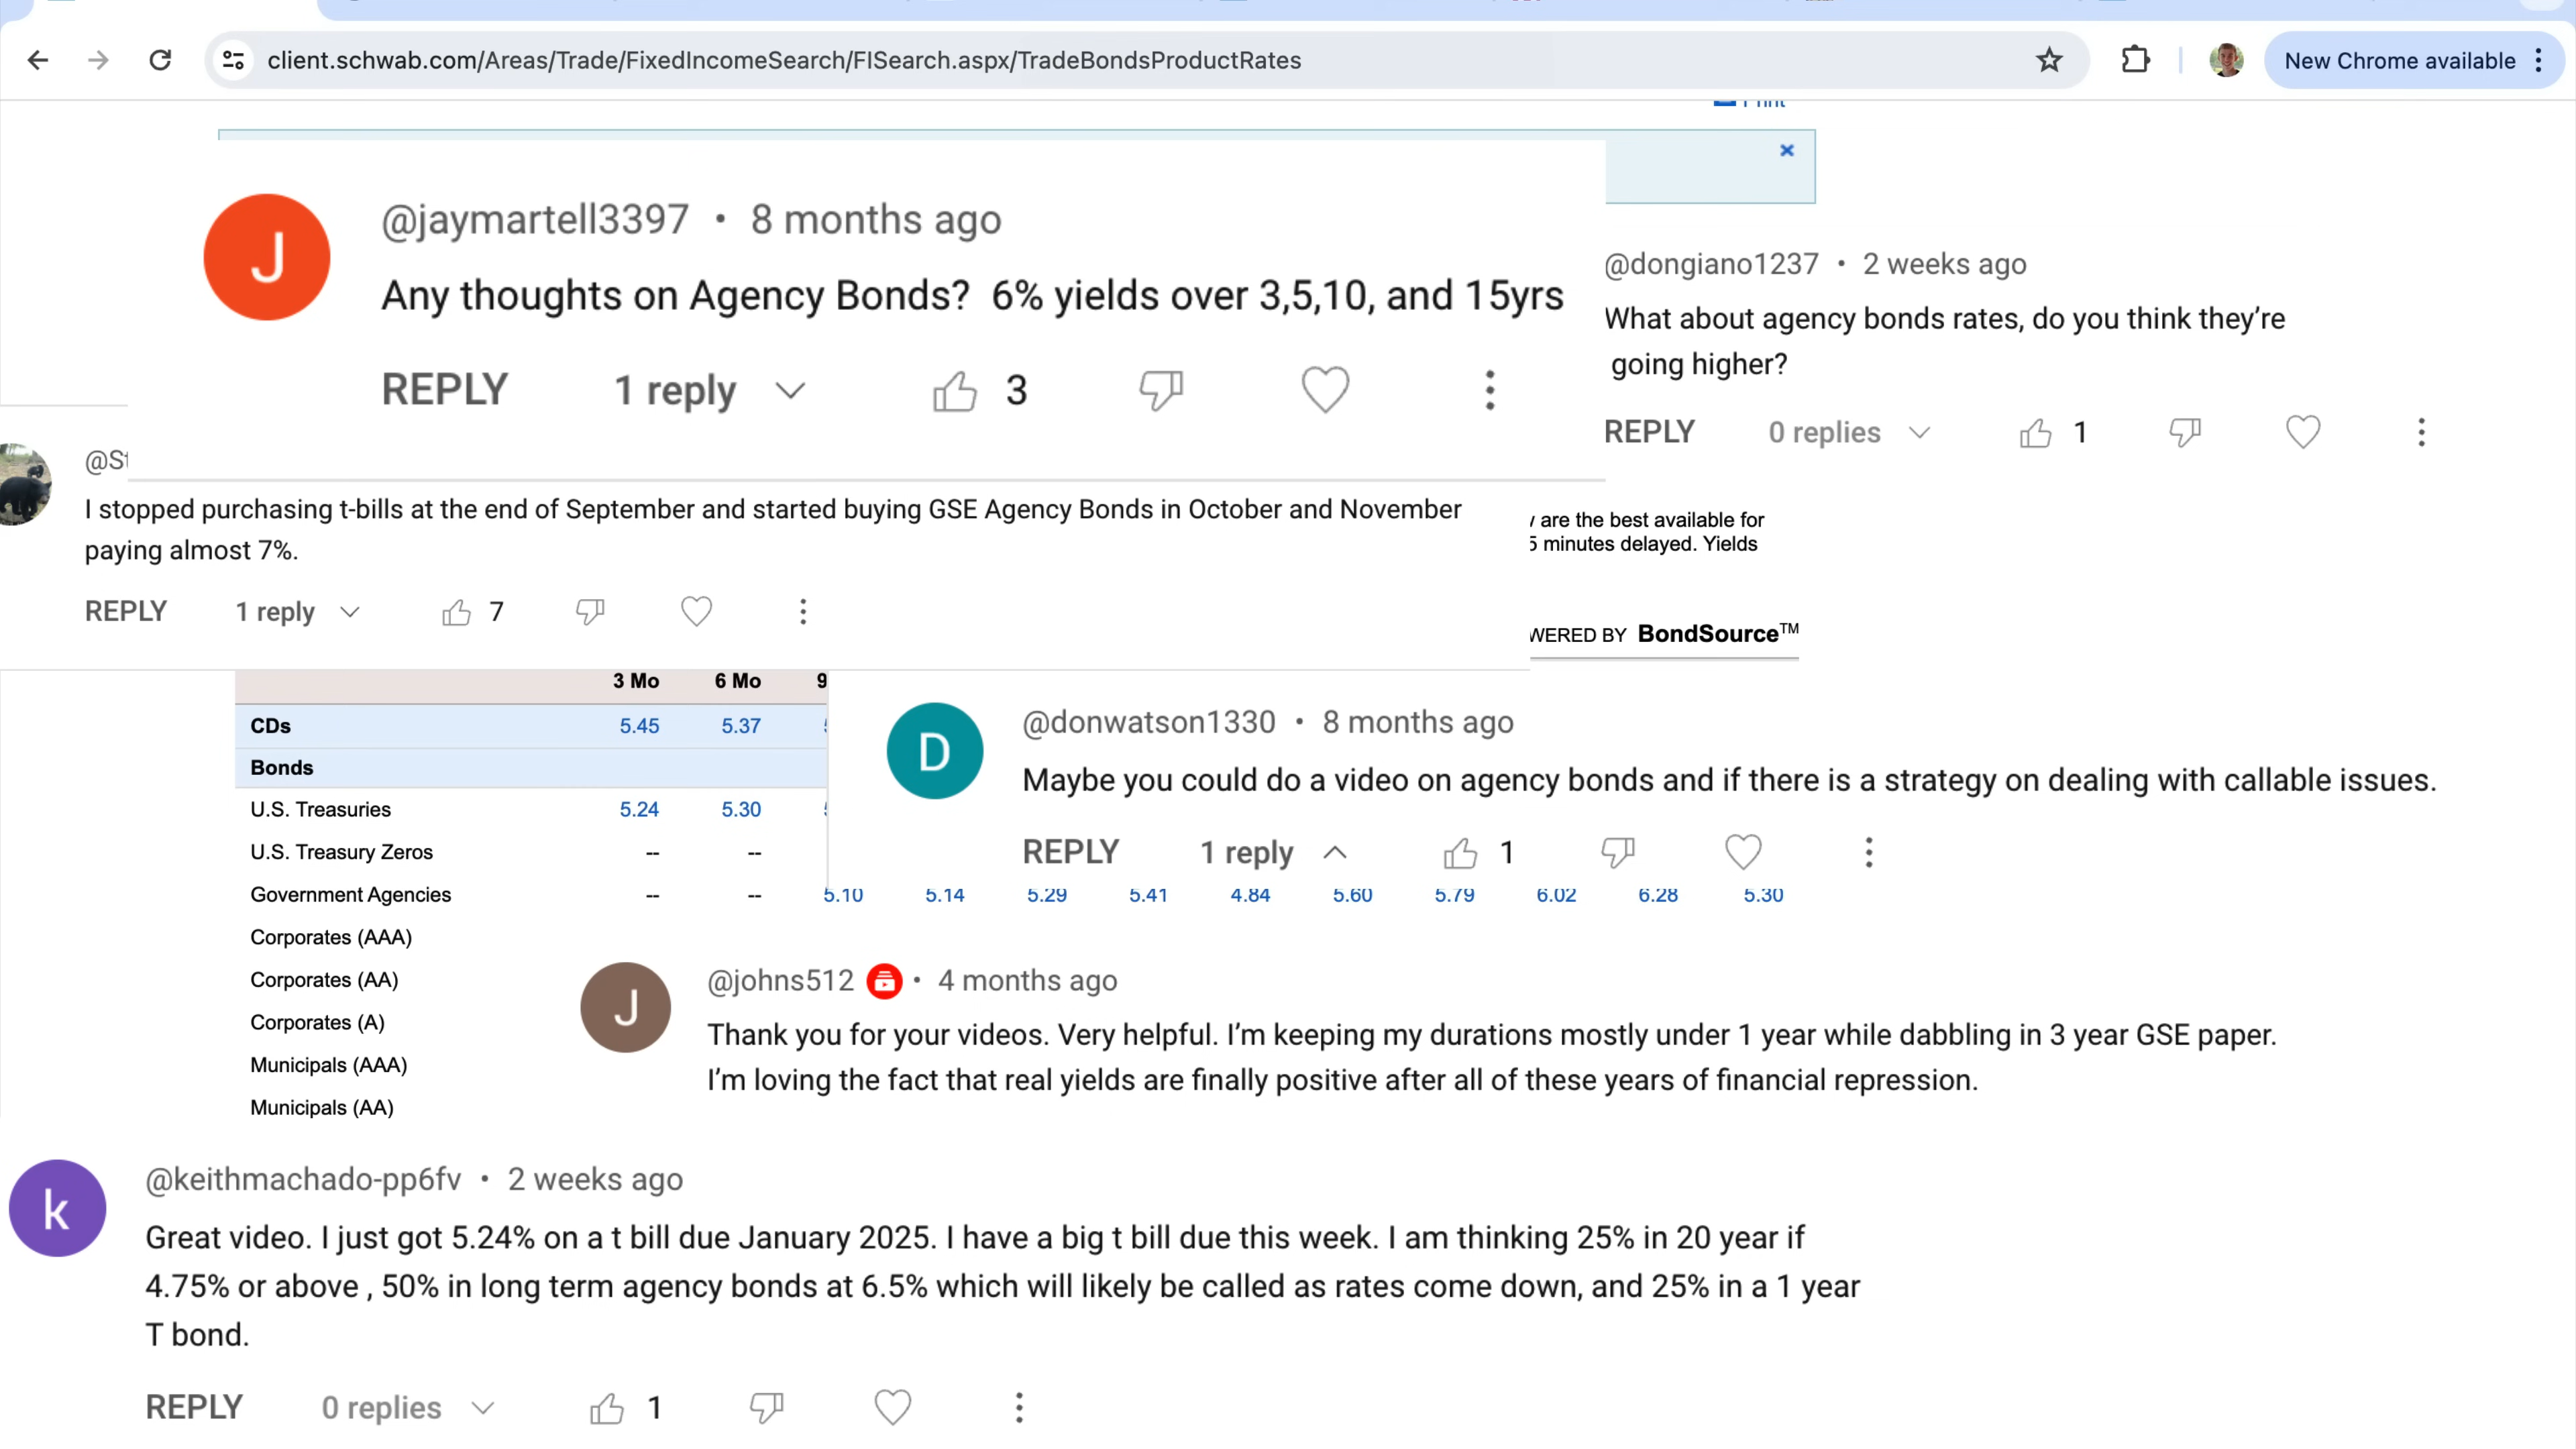 client.schwab.com/Areas/Trade/FixedIncomeSearch/FISearch.aspx/TradeBondsProductRates
New Chrome available
@jaymartell3397 • 8 months ago
Any thoughts on Agency Bonds? 6% yields over 3,5,10, and 15yrs
REPLY 1 reply 3
@dongiano1237 • 2 weeks ago
What about agency bonds rates, do you think they're
going higher?
REPLY 0 replies 1
I stopped purchasing t-bills at the end of September and started buying GSE Agency Bonds in October and November
paying almost 7%.
REPLY 1 reply 7
are the best available for
5 minutes delayed. Yields
WERED BY BondSource™
3 Mo 6 Mo 9
CDs 5.45 5.37
Bonds
U.S. Treasuries 5.24 5.30
U.S. Treasury Zeros -- --
Government Agencies -- -- 5.10 5.14 5.29 5.41 4.84 5.60 5.79 6.02 6.28 5.30
Corporates (AAA)
Corporates (AA)
Corporates (A)
Municipals (AAA)
Municipals (AA)
@donwatson1330 • 8 months ago
Maybe you could do a video on agency bonds and if there is a strategy on dealing with callable issues.
REPLY 1 reply 1
@johns512 • 4 months ago
Thank you for your videos. Very helpful. I'm keeping my durations mostly under 1 year while dabbling in 3 year GSE paper.
I'm loving the fact that real yields are finally positive after all of these years of financial repression.
@keithmachado-pp6fv • 2 weeks ago
Great video. I just got 5.24% on a t bill due January 2025. I have a big t bill due this week. I am thinking 25% in 20 year if
4.75% or above , 50% in long term agency bonds at 6.5% which will likely be called as rates come down, and 25% in a 1 year
T bond.
REPLY 0 replies 1